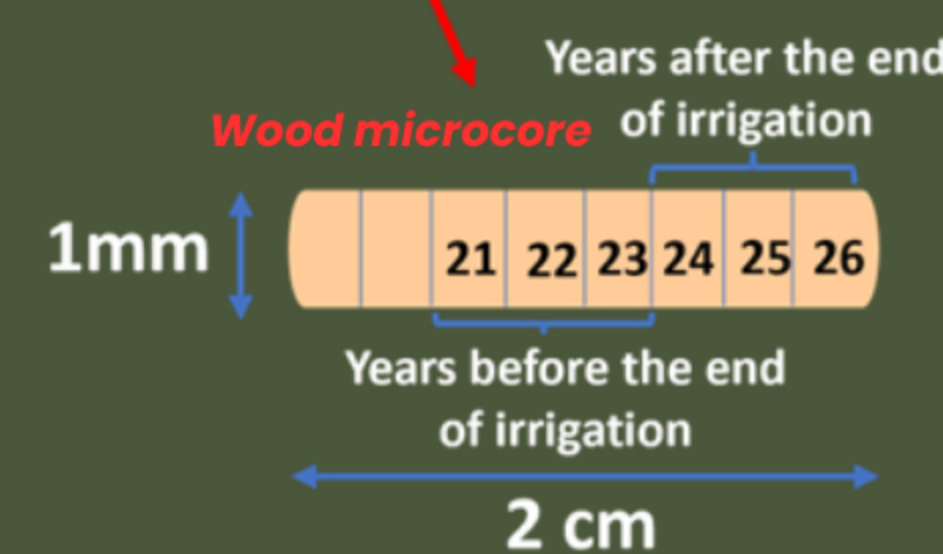 Years after the end
of irrigation
Wood microcore
1mm
21 22 23 24 25 26
Years before the end
of irrigation
2 cm